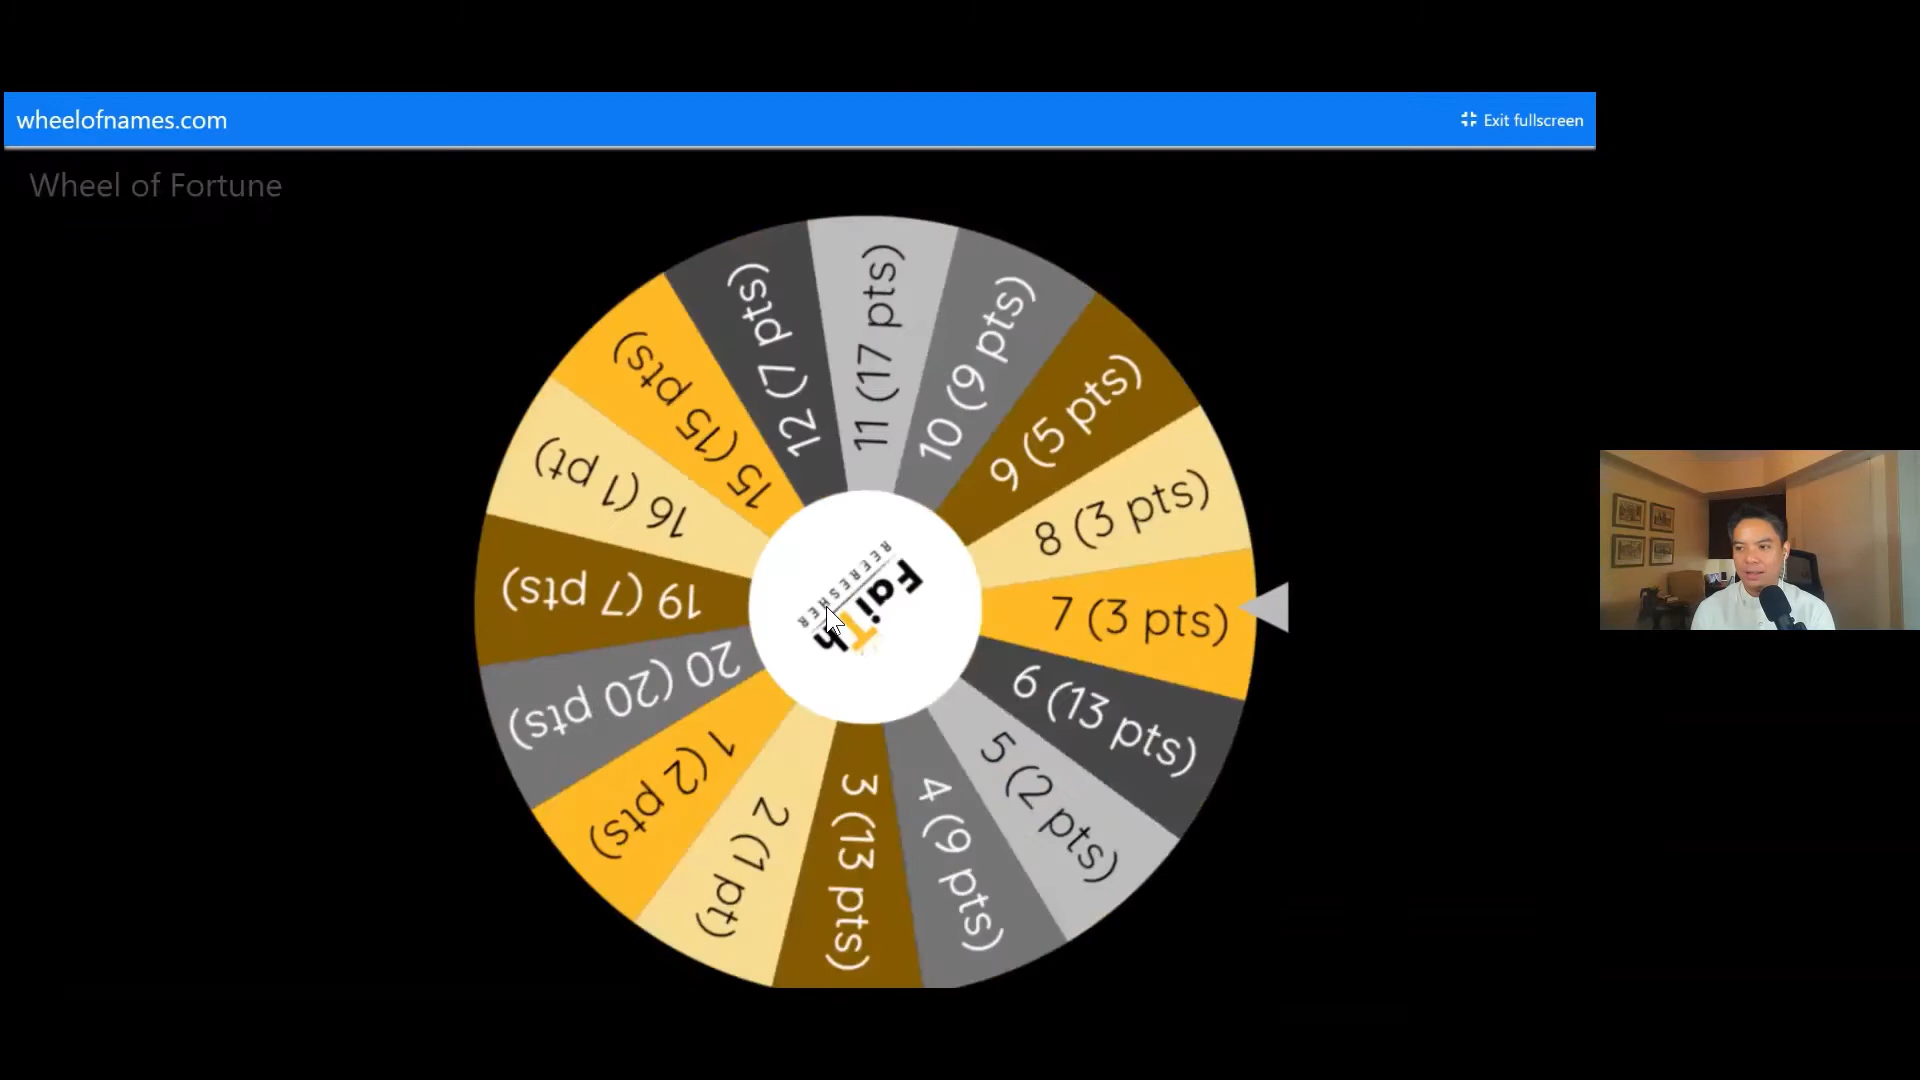 wheelofnames.com
Exit fullscreen
Wheel of Fortune
11 (17 pts)
10 (9 pts)
9 (5 pts)
8 (3 pts)
7 (3 pts)
6 (13 pts)
5 (2 pts)
4 (9 pts)
3 (13 pts)
2 (1 pt)
1 (2 pts)
20 (20 pts)
19 (7 pts)
16 (1 pt)
15 (15 pts)
12 (7 pts)
FaiTh
REFRESHER